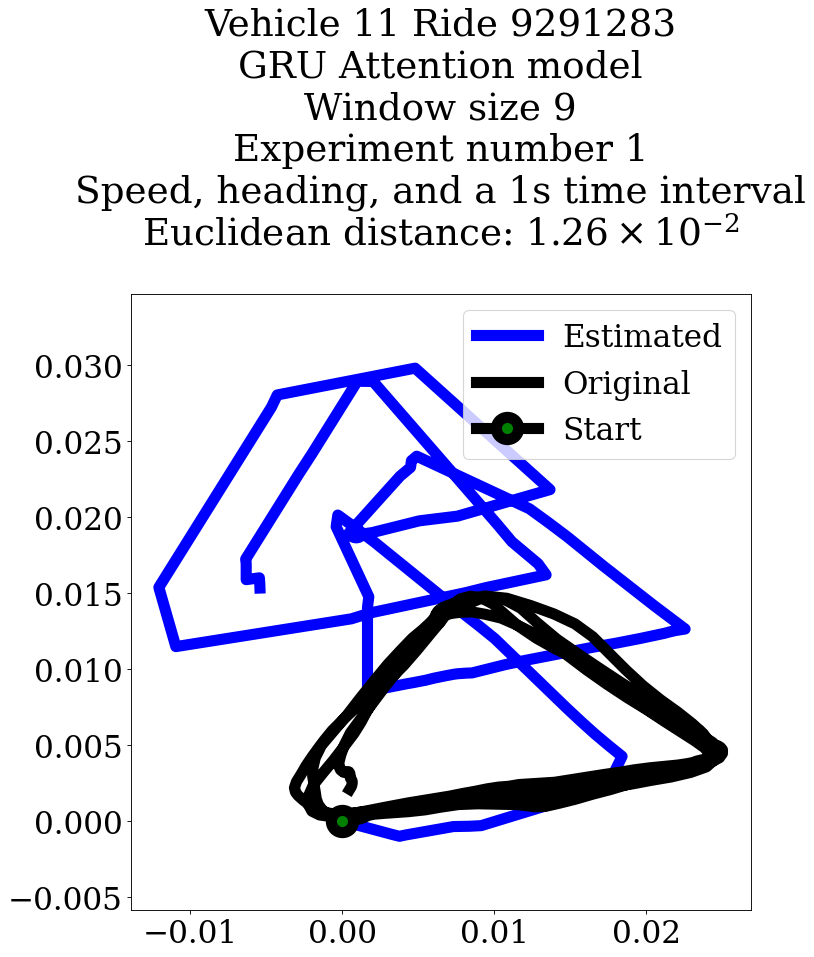 Vehicle 11 Ride 9291283
GRU Attention model
Window size 9
Experiment number 1
Speed, heading, and a 1s time interval
Euclidean distance: 1.26 × 10⁻²
Estimated
Original
Start
0.030
0.025
0.020
0.015
0.010
0.005
0.000
−0.005
−0.01 0.00 0.01 0.02